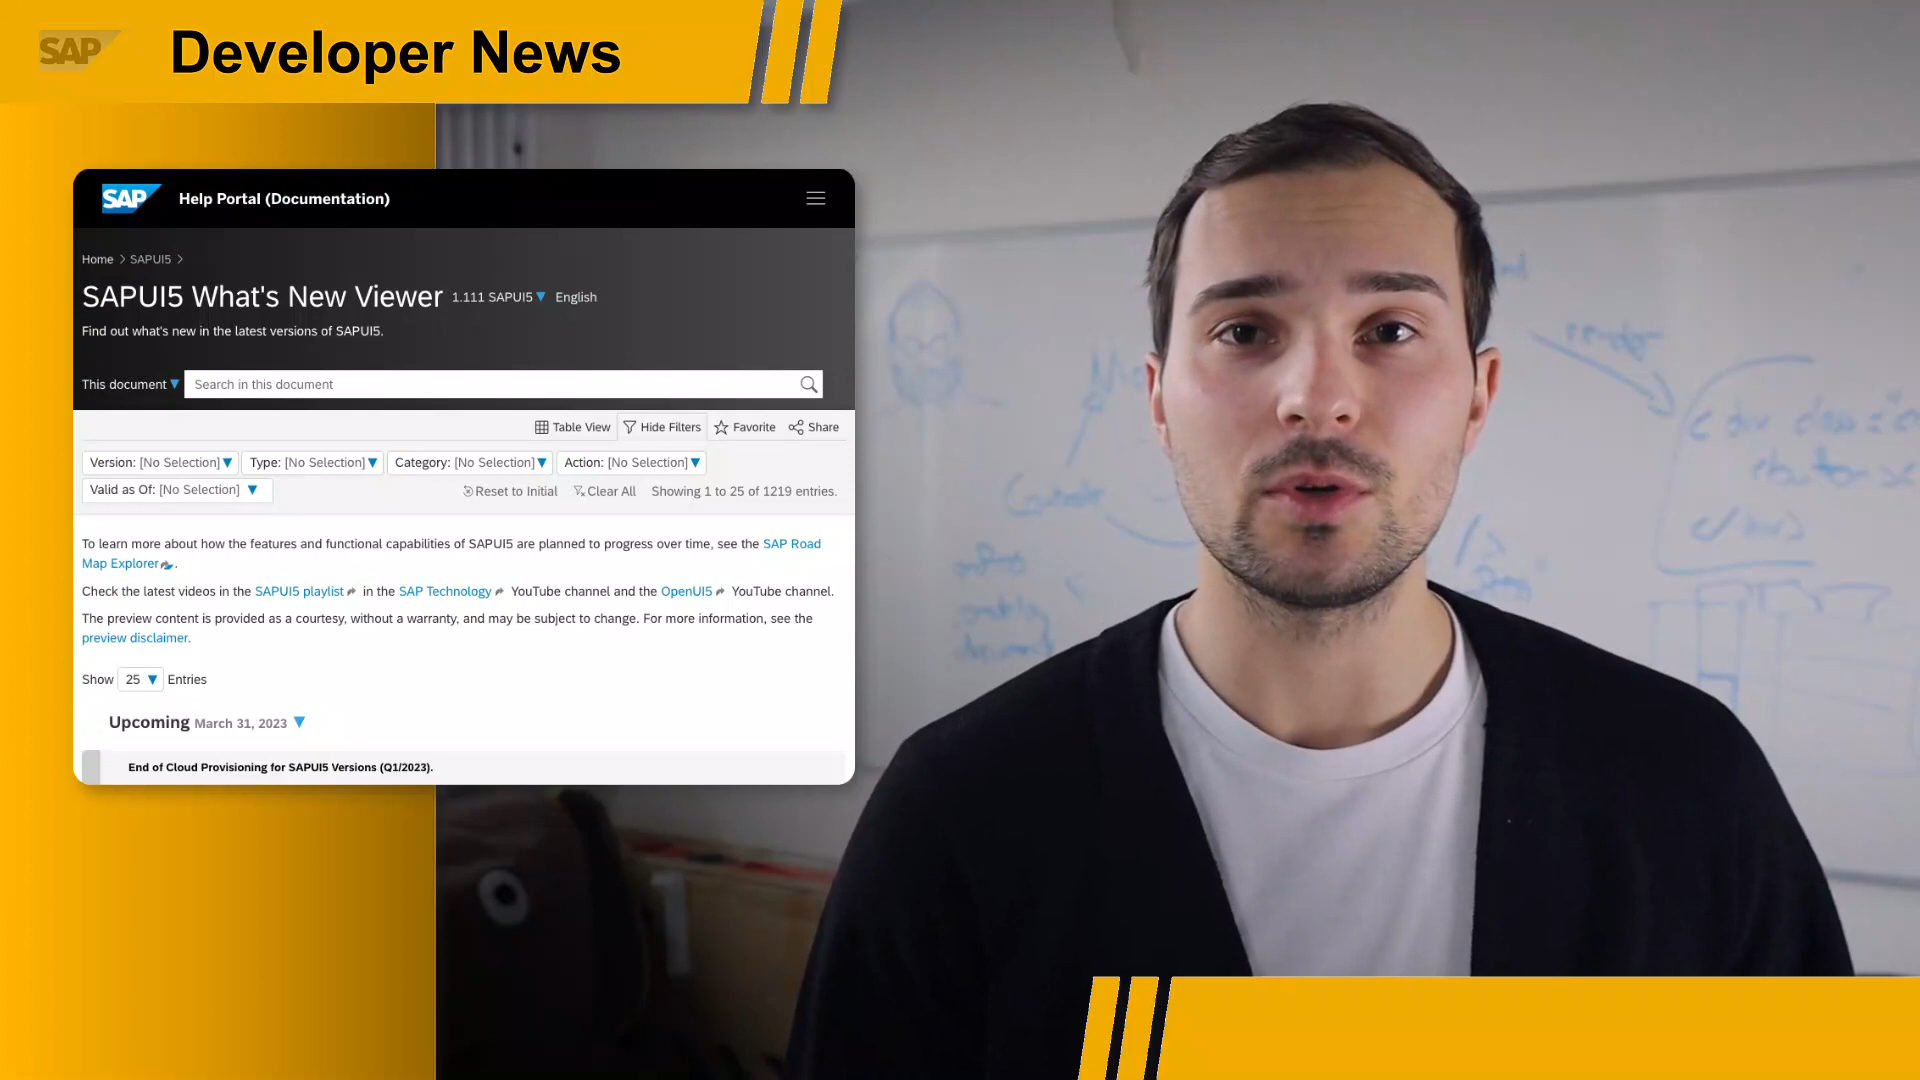 SAP Developer News
SAP Help Portal (Documentation)
Home > SAPUI5 >
SAPUI5 What's New Viewer 1.111 SAPUI5 English
Find out what's new in the latest versions of SAPUI5.
This document Search in this document
Table View Hide Filters Favorite Share
Version: [No Selection] Type: [No Selection] Category: [No Selection] Action: [No Selection]
Valid as Of: [No Selection] Reset to Initial Clear All Showing 1 to 25 of 1219 entries.
To learn more about how the features and functional capabilities of SAPUI5 are planned to progress over time, see the SAP Road
Map Explorer.
Check the latest videos in the SAPUI5 playlist in the SAP Technology YouTube channel and the OpenUI5 YouTube channel.
The preview content is provided as a courtesy, without a warranty, and may be subject to change. For more information, see the
preview disclaimer.
Show 25 Entries
Upcoming March 31, 2023
End of Cloud Provisioning for SAPUI5 Versions (Q1/2023).
render